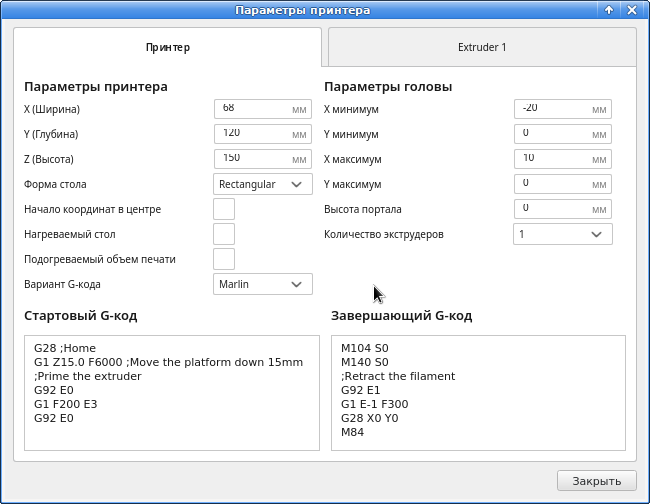 Параметры принтера
Принтер
Extruder 1
Параметры принтера
X (Ширина) 68 мм
Y (Глубина) 120 мм
Z (Высота) 150 мм
Форма стола Rectangular
Начало координат в центре
Нагреваемый стол
Подогреваемый объем печати
Вариант G-кода Marlin
Параметры головы
X минимум -20 мм
Y минимум 0 мм
X максимум 10 мм
Y максимум 0 мм
Высота портала 0 мм
Количество экструдеров 1
Стартовый G-код
G28 ;Home
G1 Z15.0 F6000 ;Move the platform down 15mm
;Prime the extruder
G92 E0
G1 F200 E3
G92 E0
Завершающий G-код
M104 S0
M140 S0
;Retract the filament
G92 E1
G1 E-1 F300
G28 X0 Y0
M84
Закрыть